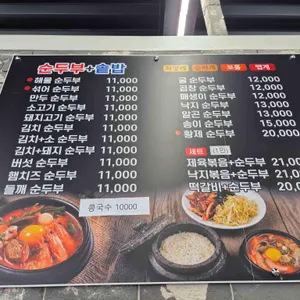 순두부+솥밥
해물 순두부 11,000
섞어 순두부 11,000
만두 순두부 11,000
소고기 순두부 11,000
돼지고기 순두부 11,000
김치 순두부 11,000
김치+소 순두부 11,000
김치+돼지 순두부 11,000
버섯 순두부 11,000
햄치즈 순두부 11,000
들깨 순두부 11,000
콩국수 10000
보통
굴 순두부 12,000
곱창 순두부 12,000
매생이 순두부 12,000
낙지 순두부 13,000
알곤 순두부 13,000
송이 순두부 15,000
황제 순두부 20,000
세트 (1인)
제육볶음+순두부 21,0
낙지볶음+순두부 21,00
떡갈비+순두부 20,0